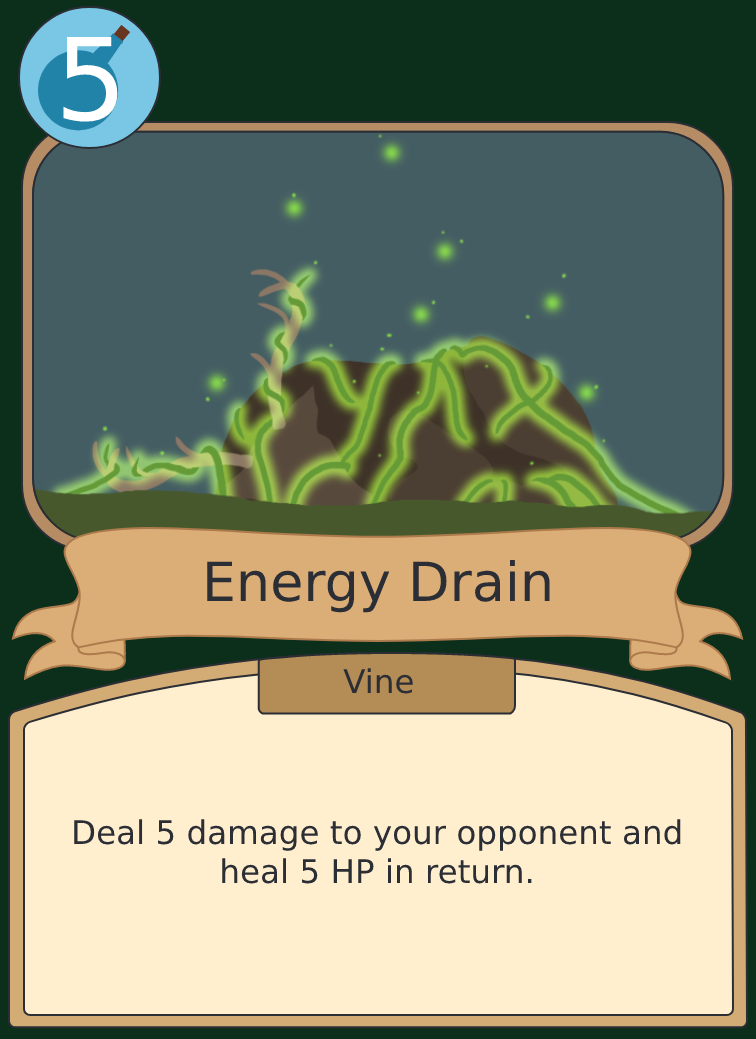 5
Energy Drain
Vine
Deal 5 damage to your opponent and
heal 5 HP in return.